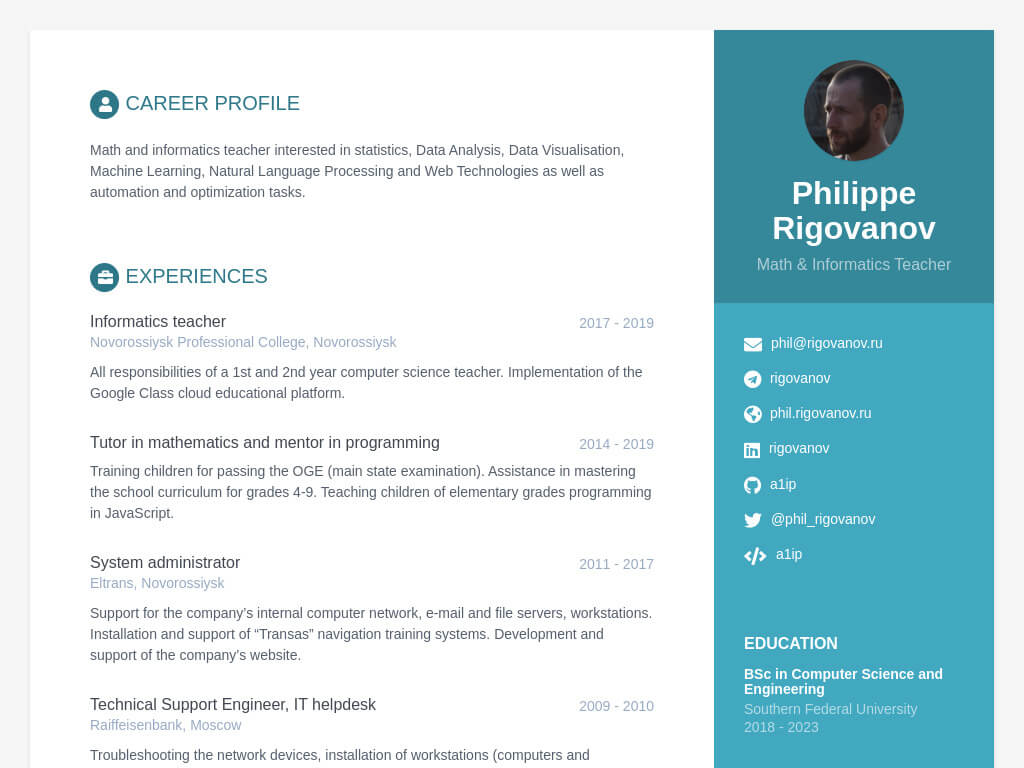 CAREER PROFILE
Math and informatics teacher interested in statistics, Data Analysis, Data Visualisation,
Machine Learning, Natural Language Processing and Web Technologies as well as
automation and optimization tasks.
EXPERIENCES
Informatics teacher
2017 - 2019
Novorossiysk Professional College, Novorossiysk
All responsibilities of a 1st and 2nd year computer science teacher. Implementation of the
Google Class cloud educational platform.
Tutor in mathematics and mentor in programming
2014 - 2019
Training children for passing the OGE (main state examination). Assistance in mastering
the school curriculum for grades 4-9. Teaching children of elementary grades programming
in JavaScript.
System administrator
2011 - 2017
Eltrans, Novorossiysk
Support for the company’s internal computer network, e-mail and file servers, workstations.
Installation and support of “Transas” navigation training systems. Development and
support of the company’s website.
Technical Support Engineer, IT helpdesk
2009 - 2010
Raiffeisenbank, Moscow
Troubleshooting the network devices, installation of workstations (computers and
Philippe
Rigovanov
Math & Informatics Teacher
phil@rigovanov.ru
rigovanov
phil.rigovanov.ru
rigovanov
a1ip
@phil_rigovanov
a1ip
EDUCATION
BSc in Computer Science and
Engineering
Southern Federal University
2018 - 2023